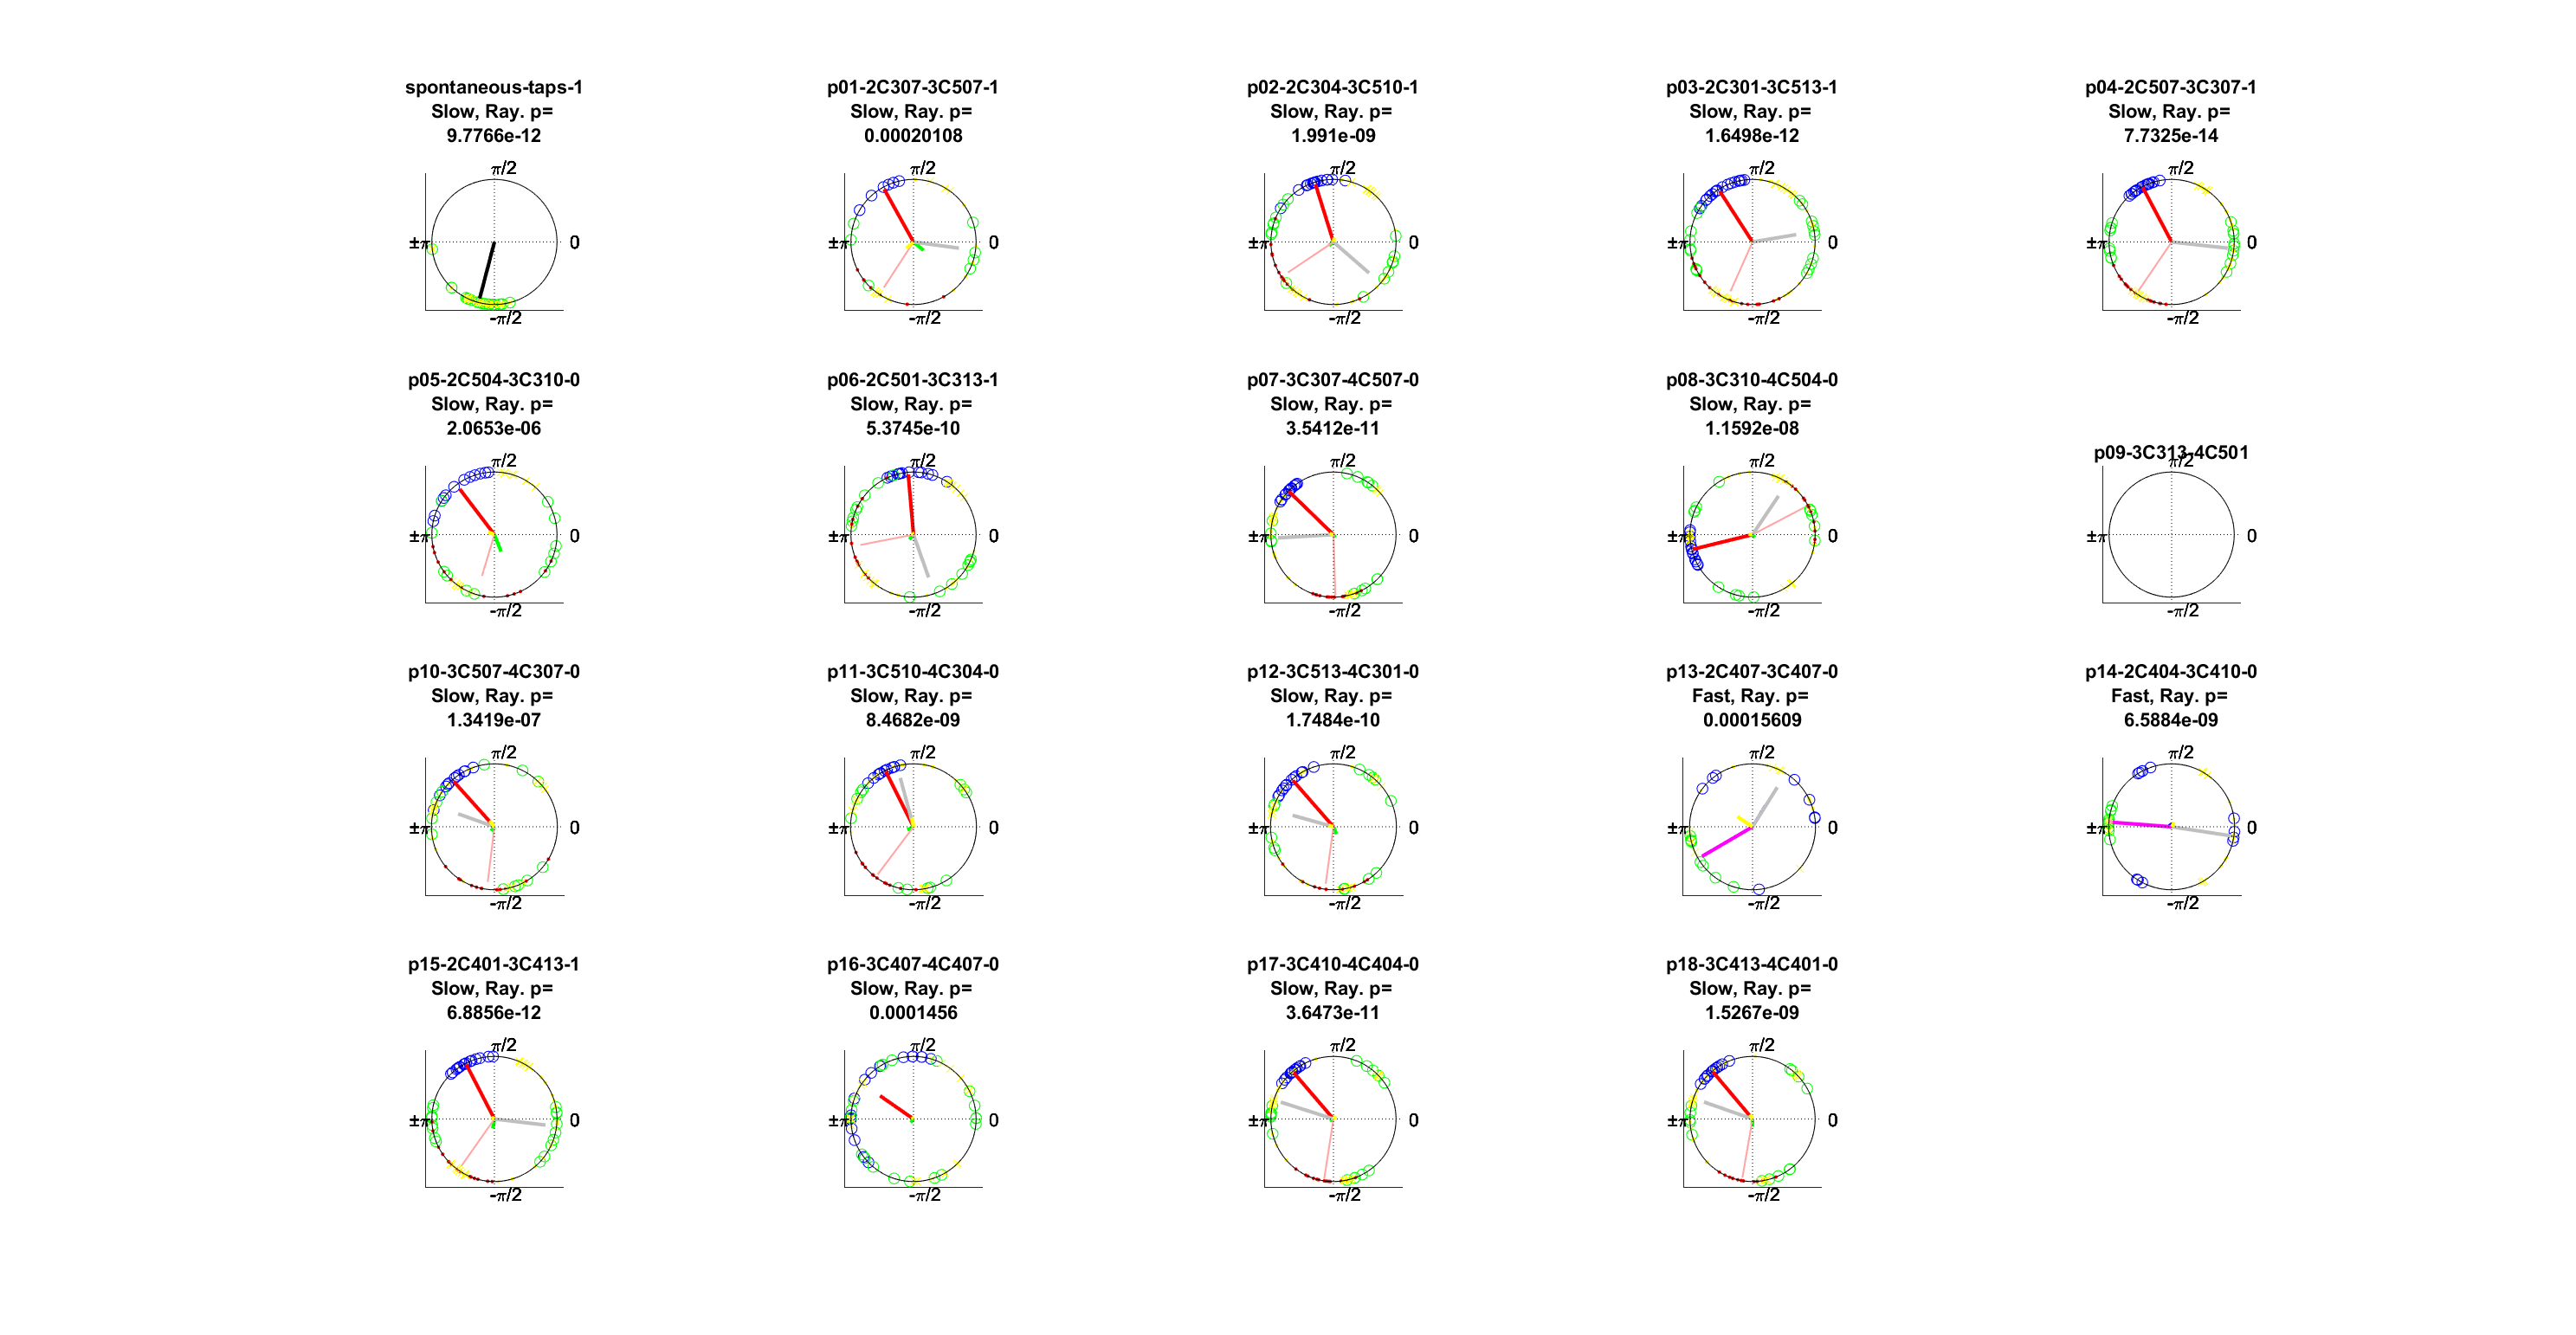 spontaneous-taps-1
Slow, Ray. p=
9.7766e-12
π/2
±π
0
-π/2
p01-2C307-3C507-1
Slow, Ray. p=
0.00020108
π/2
±π
0
-π/2
p02-2C304-3C510-1
Slow, Ray. p=
1.991e-09
π/2
±π
0
-π/2
p03-2C301-3C513-1
Slow, Ray. p=
1.6498e-12
π/2
±π
0
-π/2
p04-2C507-3C307-1
Slow, Ray. p=
7.7325e-14
π/2
±π
0
-π/2
p05-2C504-3C310-0
Slow, Ray. p=
2.0653e-06
π/2
±π
0
-π/2
p06-2C501-3C313-1
Slow, Ray. p=
5.3745e-10
π/2
±π
0
-π/2
p07-3C307-4C507-0
Slow, Ray. p=
3.5412e-11
π/2
±π
0
-π/2
p08-3C310-4C504-0
Slow, Ray. p=
1.1592e-08
π/2
±π
0
-π/2
p09-3C313-4C501
π/2
±π
0
-π/2
p10-3C507-4C307-0
Slow, Ray. p=
1.3419e-07
π/2
±π
0
-π/2
p11-3C510-4C304-0
Slow, Ray. p=
8.4682e-09
π/2
±π
0
-π/2
p12-3C513-4C301-0
Slow, Ray. p=
1.7484e-10
π/2
±π
0
-π/2
p13-2C407-3C407-0
Fast, Ray. p=
0.00015609
π/2
±π
0
-π/2
p14-2C404-3C410-0
Fast, Ray. p=
6.5884e-09
π/2
±π
0
-π/2
p15-2C401-3C413-1
Slow, Ray. p=
6.8856e-12
π/2
±π
0
-π/2
p16-3C407-4C407-0
Slow, Ray. p=
0.0001456
π/2
±π
0
-π/2
p17-3C410-4C404-0
Slow, Ray. p=
3.6473e-11
π/2
±π
0
-π/2
p18-3C413-4C401-0
Slow, Ray. p=
1.5267e-09
π/2
±π
0
-π/2